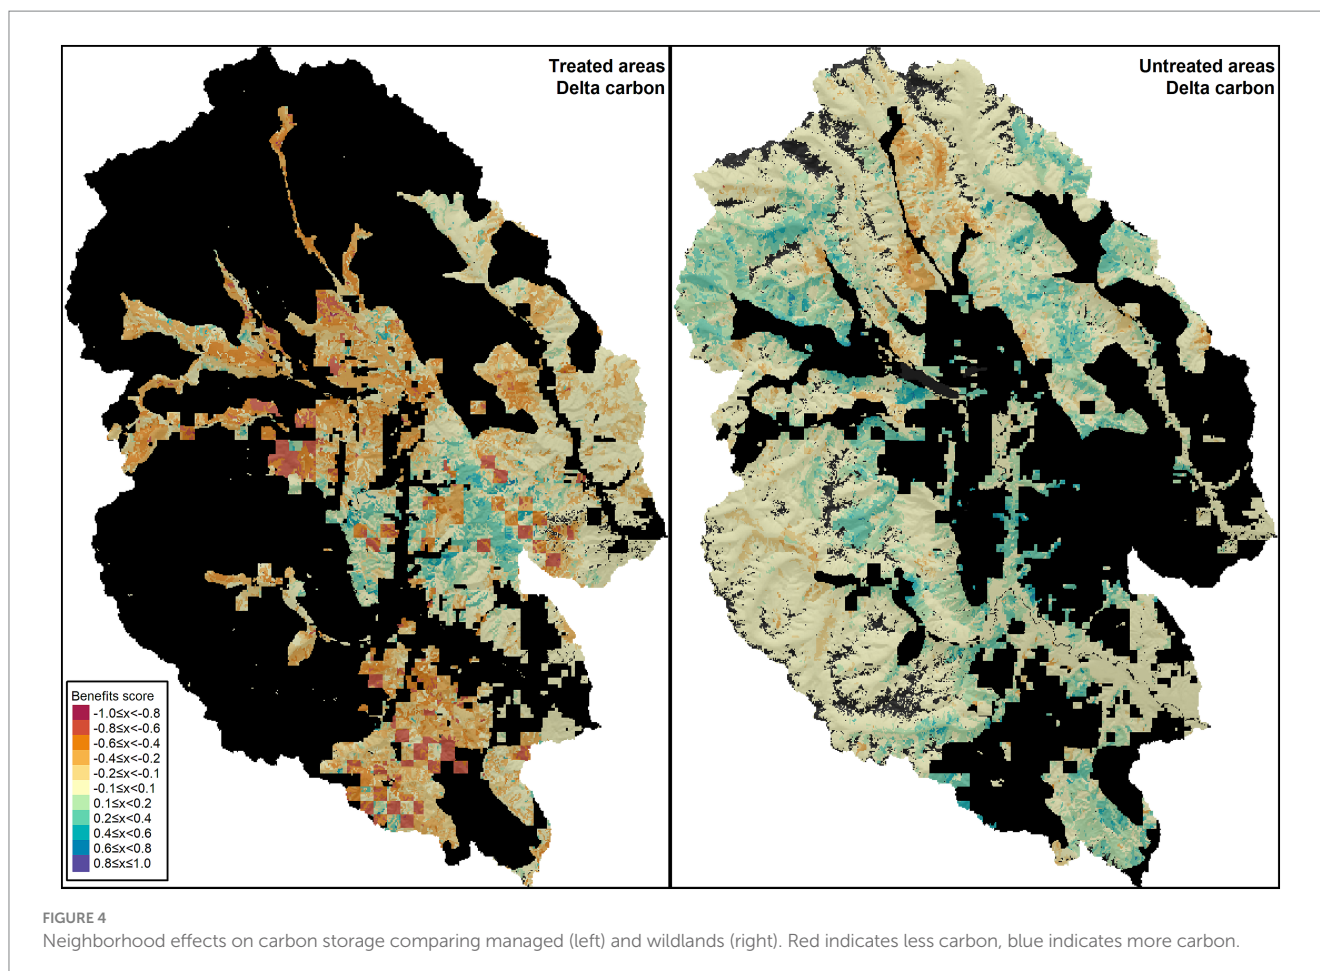 Treated areas
Delta carbon
Untreated areas
Delta carbon
Benefits score
-1.0≤x<-0.8
-0.8≤x<-0.6
-0.6≤x<-0.4
-0.4≤x<-0.2
-0.2≤x<-0.1
-0.1≤x<0.1
0.1≤x<0.2
0.2≤x<0.4
0.4≤x<0.6
0.6≤x<0.8
0.8≤x≤1.0
FIGURE 4
Neighborhood effects on carbon storage comparing managed (left) and wildlands (right). Red indicates less carbon, blue indicates more carbon.